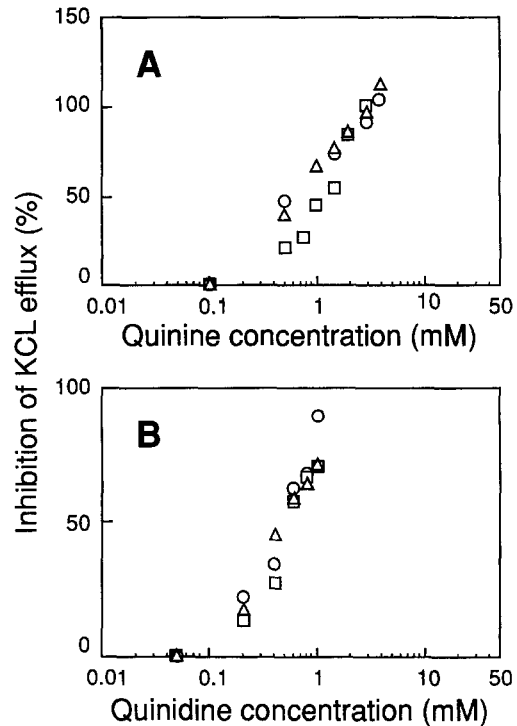 Inhibition of KCL efflux (%)
A
150
100
50
0
0.01 0.1 1 10 50
Quinine concentration (mM)
B
100
50
0
0.01 0.1 1 10 50
Quinidine concentration (mM)